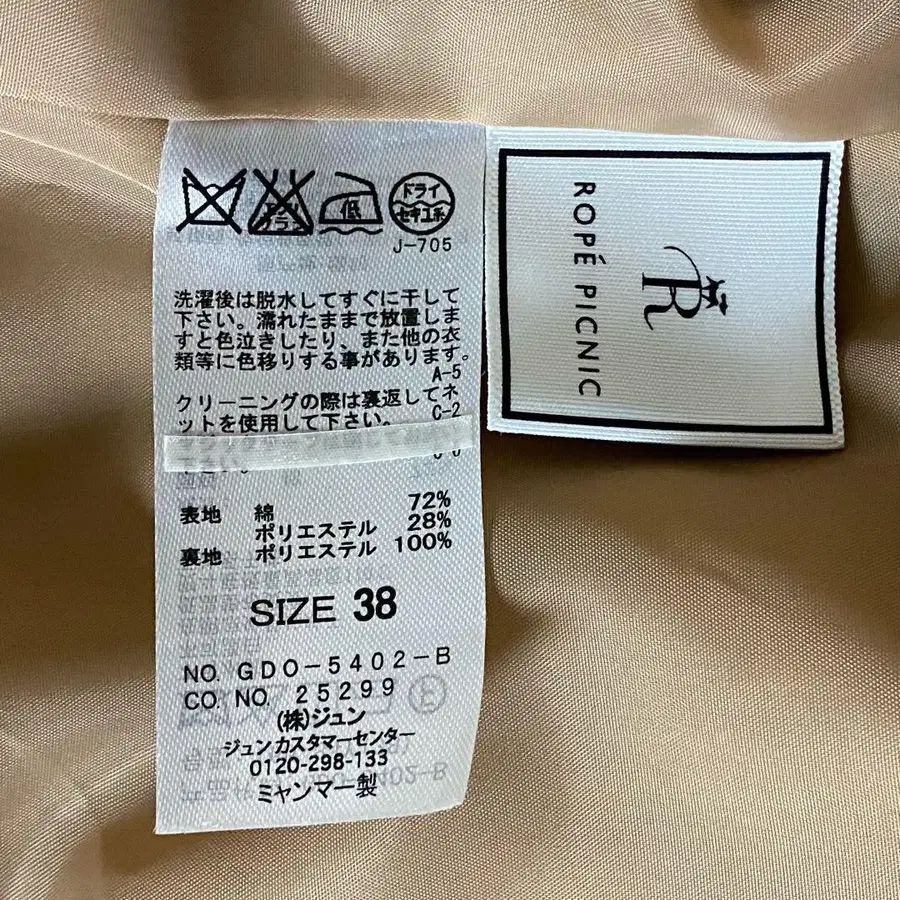 ドライ
セキユ系
低
J-705
洗濯後は脱水してすぐに干して
下さい。濡れたままで放置しま
すと色泣きしたり、また他の衣
類等に色移りする事があります。
A-5
クリーニングの際は裏返してネ
ットを使用して下さい。 C-2
表地 綿 72%
ポリエステル 28%
裏地 ポリエステル 100%
SIZE 38
NO. GDO-5402-B
CO. NO. 25299
(株)ジュン
ジュンカスタマーセンター
0120-298-133
ミャンマー製
R
ROPÉ PICNIC